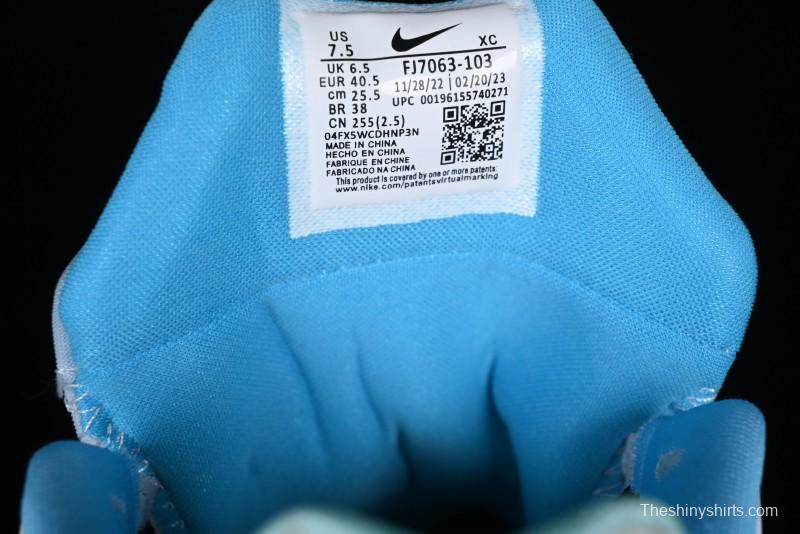 US
7.5
XC
UK 6.5
FJ7063-103
EUR 40.5
11/28/22 | 02/20/23
cm 25.5
UPC 00196155740271
BR 38
CN 255(2.5)
04FX5WCDHNP3N
MADE IN CHINA
HECHO EN CHINA
FABRIQUE EN CHINE
FABRICADO NA CHINA
This product is covered by one or more patents:
www.nike.com/patentsvirtualmarking
Theshinyshirts.com